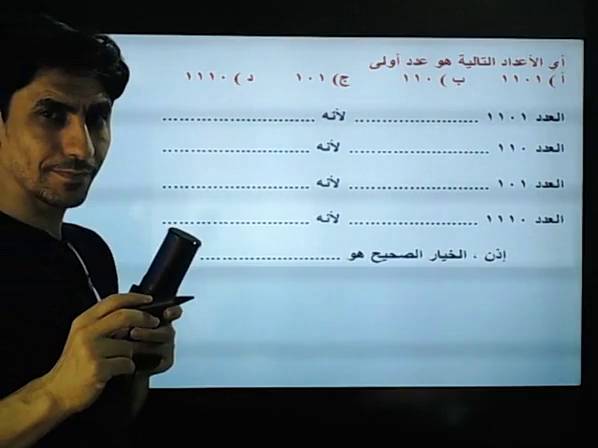 أي الأعداد التالية هو عدد أولى
أ ) ١١٠١ ب ) ١١٠ ج) ١٠١ د ) ١١١٠
العدد ١١٠١ .......................... لأنه ................................
العدد ١١٠ .............................. لأنه ................................
العدد ١٠١ .............................. لأنه ...............................
العدد ١١١٠ ........................... لأنه ...............................
إذن ، الخيار الصحيح هو .............................